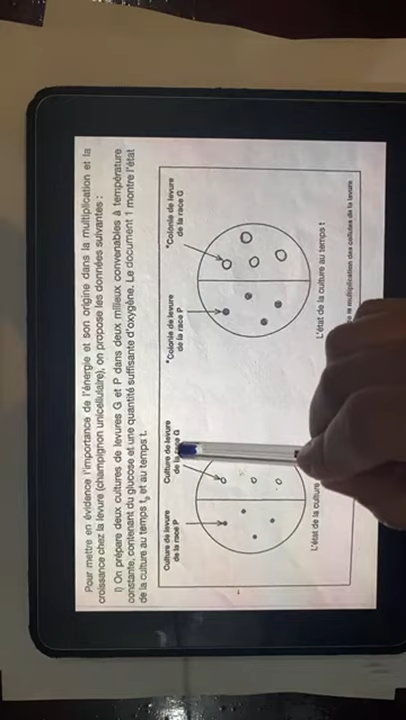 Pour mettre en évidence l'importance de l'énergie et son origine dans la multiplication et la
croissance chez la levure (champignon unicellulaire), on propose les données suivantes :
I) On prépare deux cultures de levures G et P dans deux milieux convenables à température
constante, contenant du glucose et une quantité suffisante d'oxygène. Le document 1 montre l'état
de la culture au temps t₀ et au temps t.
Culture de levure
de la race P
Culture de levure
de la race G
L'état de la culture
*Colonie de levure
de la race P
*Colonie de levure
de la race G
L'état de la culture au temps t
multiplication des cellules de la levure